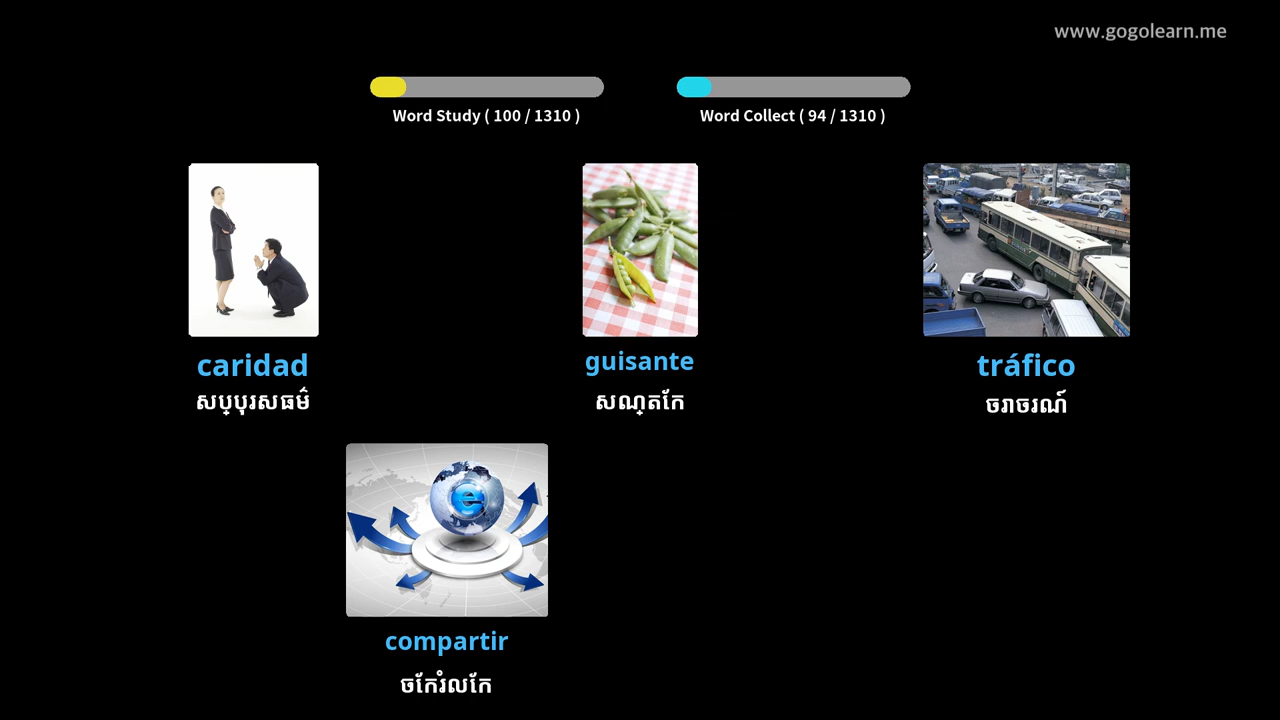 www.gogolearn.me
Word Study ( 100 / 1310 )
Word Collect ( 94 / 1310 )
caridad
សប្បុរសធម៌
guisante
សណ្តកែ
tráfico
ចរាចរណ៍
e
compartir
ចែករំលែក